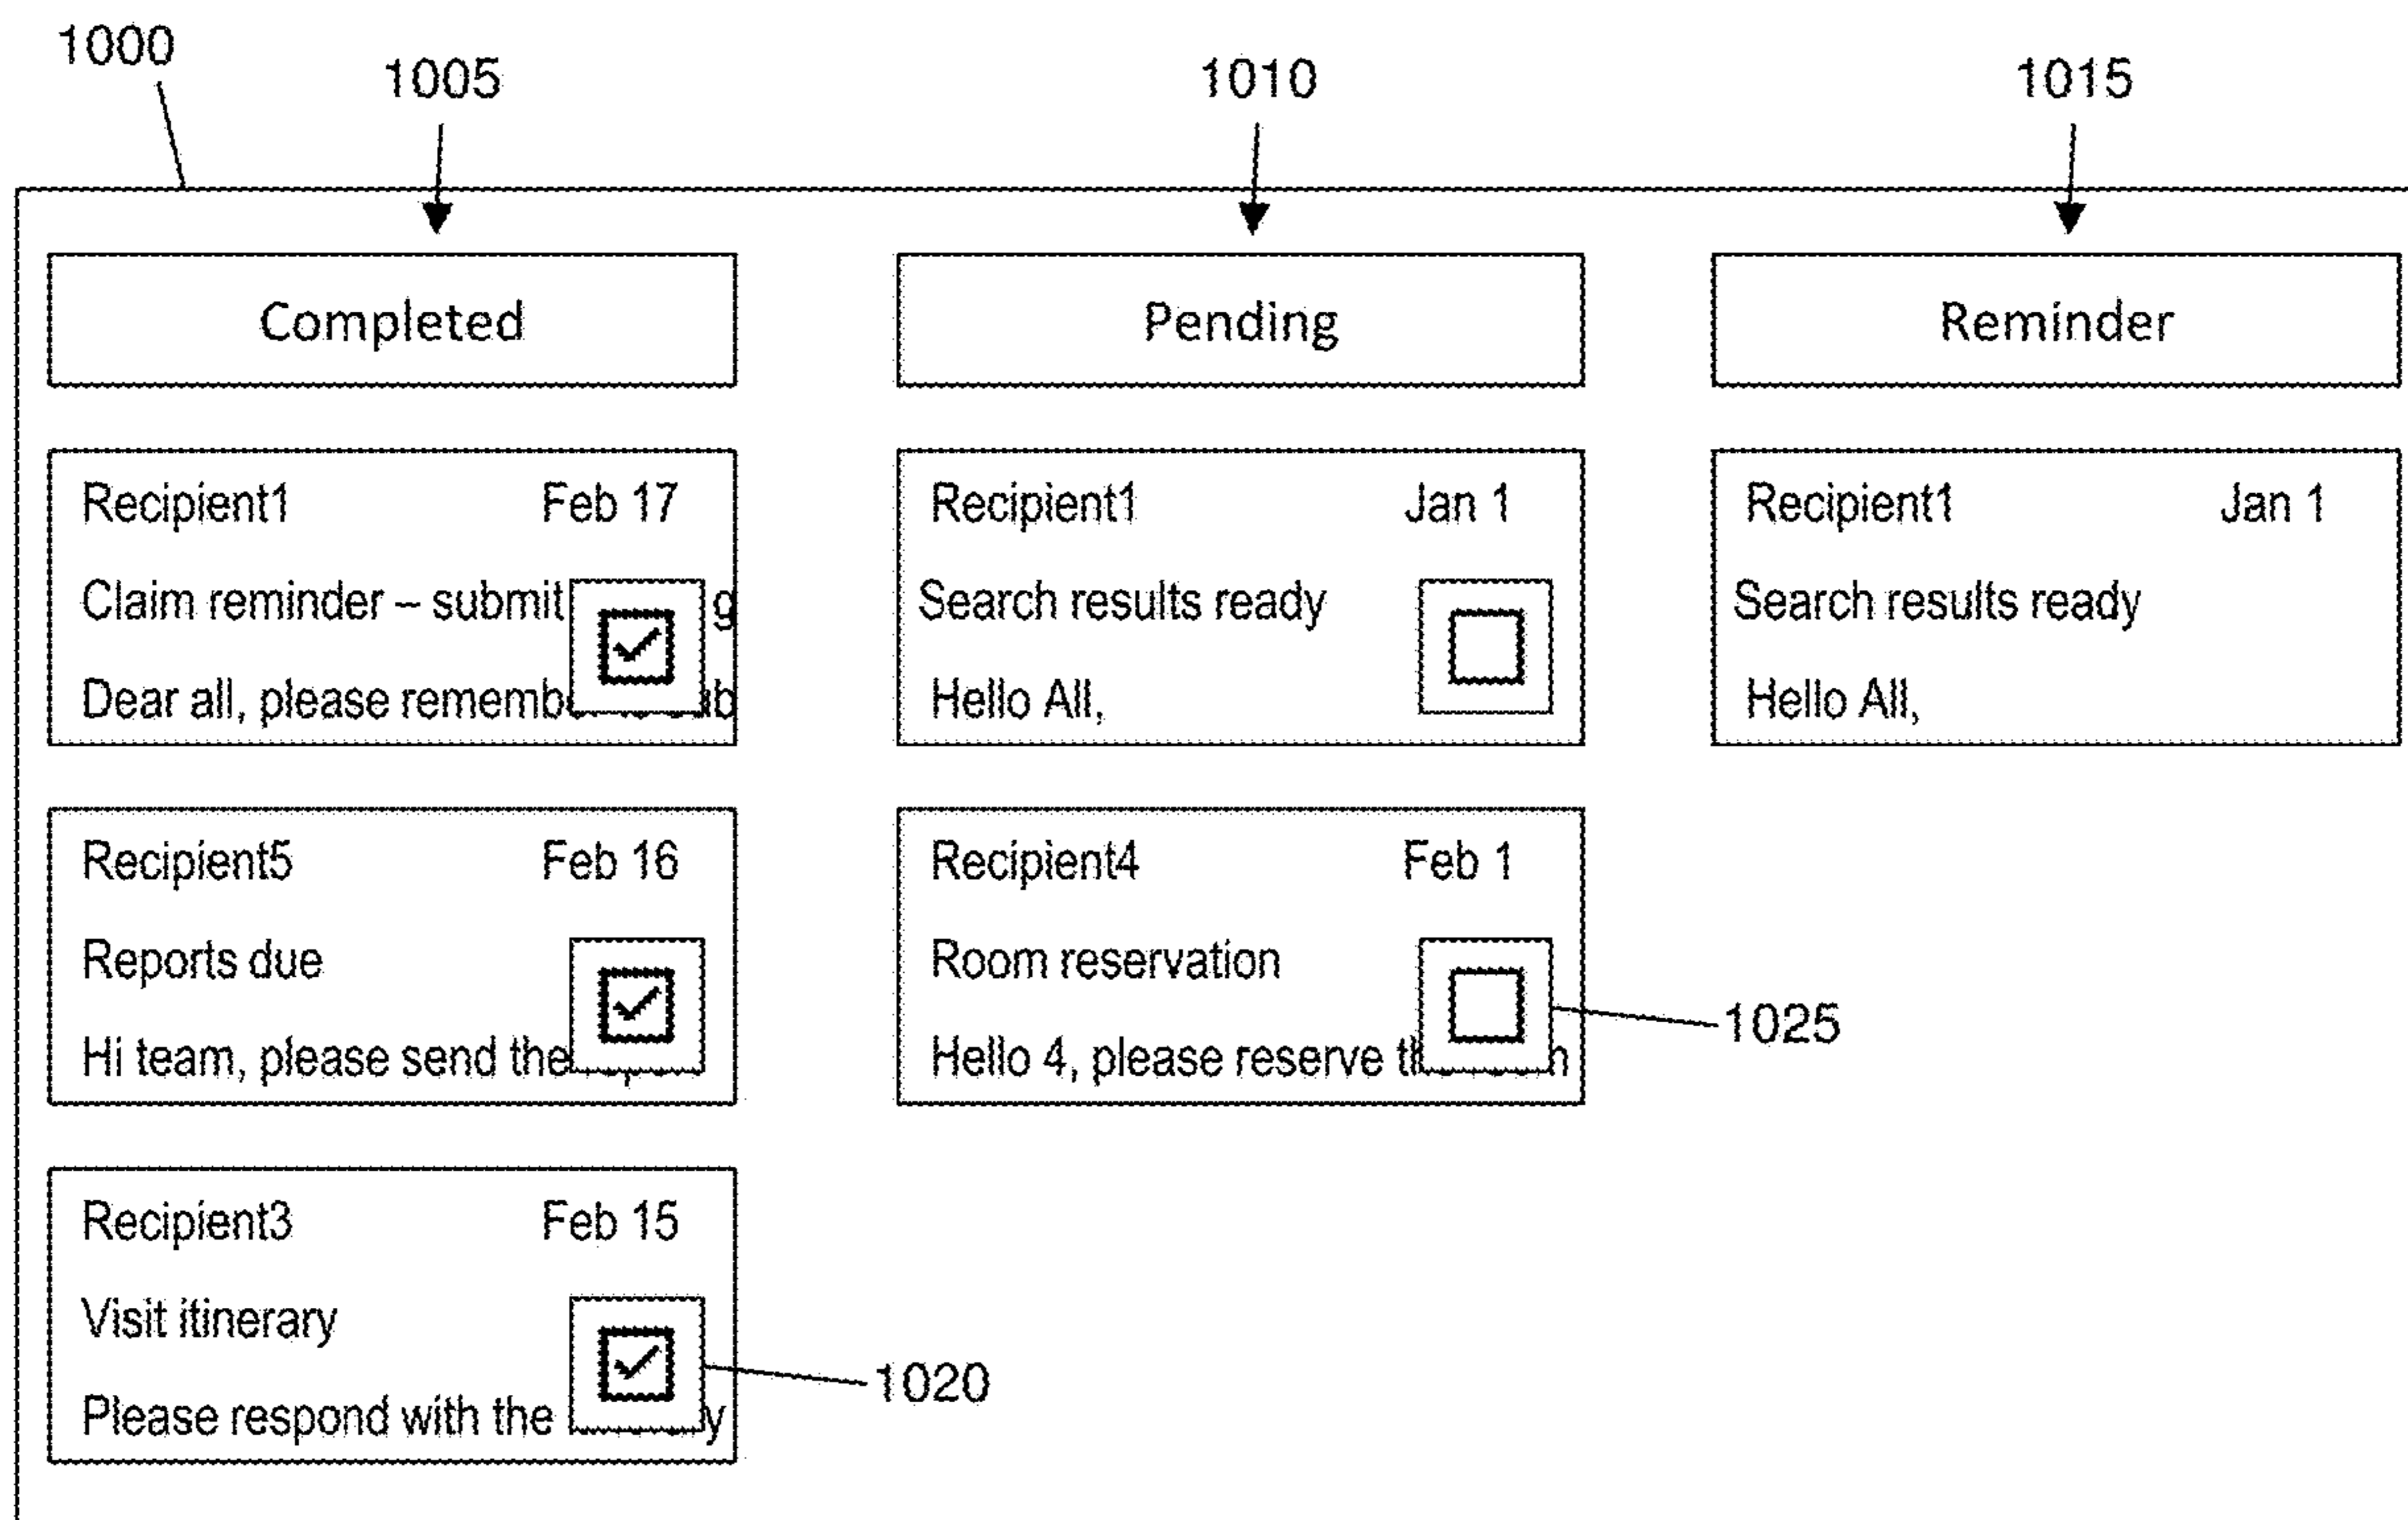 1000
1005
1010
1015
Completed
Pending
Reminder
Recipient1 Feb 17
Claim reminder – submit g
Dear all, please
Recipient1 Jan 1
Search results ready
Hello All,
Recipient1 Jan 1
Search results ready
Hello All,
Recipient5 Feb 16
Reports due
Hi team, please send the
Recipient4 Feb 1
Room reservation
Hello 4, please reserve
1025
Recipient3 Feb 15
Visit itinerary
Please respond with the
1020